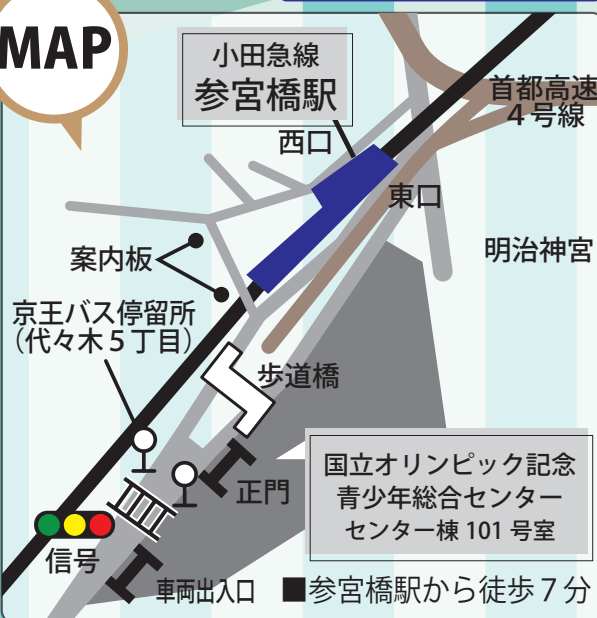 MAP
小田急線
参宮橋駅
西口
首都高速
4号線
東口
明治神宮
案内板
京王バス停留所
（代々木5丁目）
歩道橋
正門
国立オリンピック記念
青少年総合センター
センター棟 101 号室
信号
車両出入口
■参宮橋駅から徒歩7分